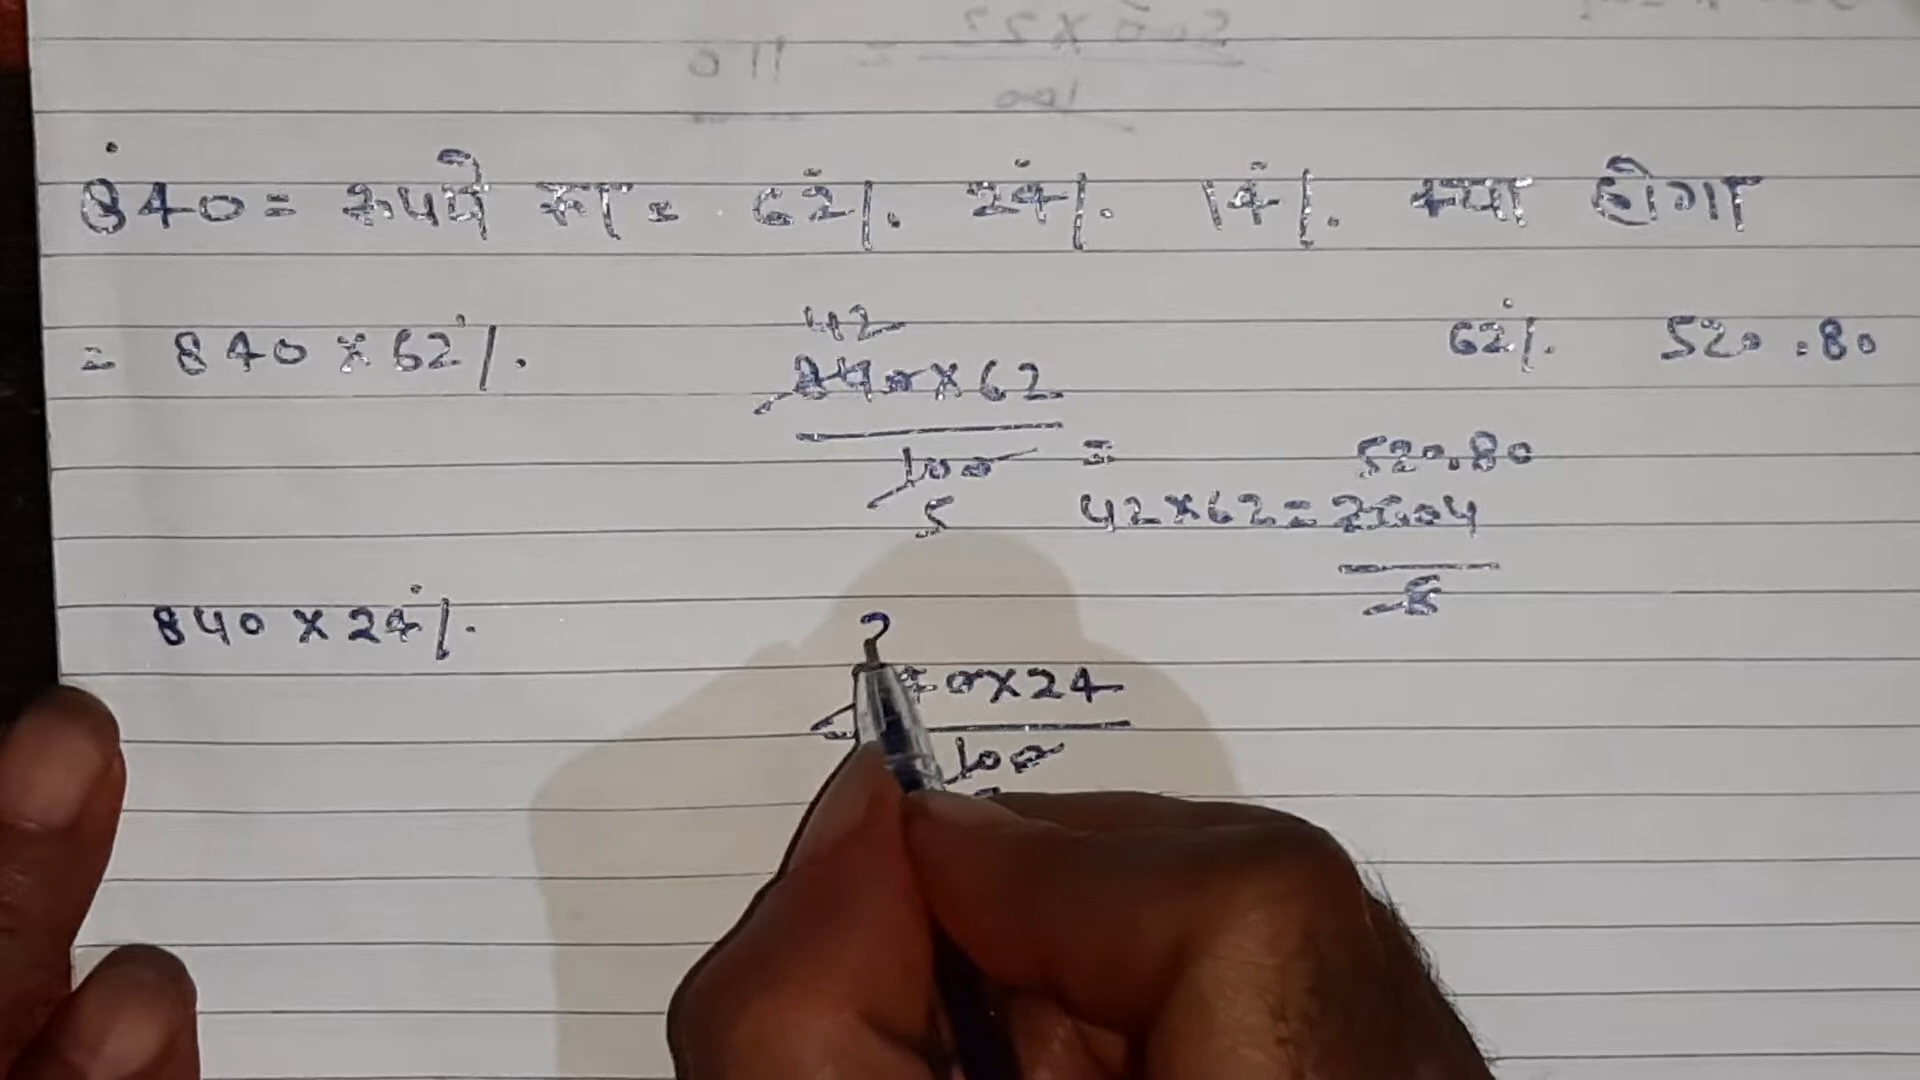 840 = रुपये का = 62% 24% 14% क्या होगा
= 840 × 62%
42
840 × 62
100
5
=
62% 520.80
520.80
42×62 = 2604
5
840 × 24%
40×24
100